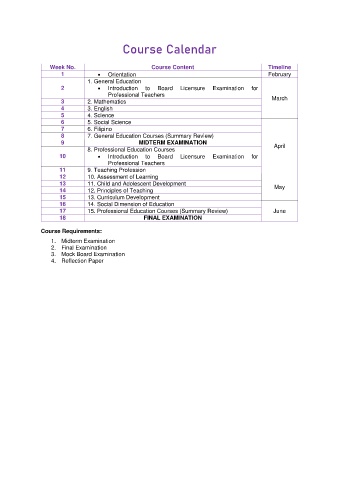 Course Calendar
Week No. Course Content Timeline
1 • Orientation February
1. General Education
2 • Introduction to Board Licensure Examination for
Professional Teachers
March
3 2. Mathematics
4 3. English
5 4. Science
6 5. Social Science
7 6. Filipino
8 7. General Education Courses (Summary Review)
9 MIDTERM EXAMINATION
April
8. Professional Education Courses
10 • Introduction to Board Licensure Examination for
Professional Teachers
11 9. Teaching Profession
12 10. Assessment of Learning
13 11. Child and Adolescent Development
14 12. Principles of Teaching
May
15 13. Curriculum Development
16 14. Social Dimension of Education
17 15. Professional Education Courses (Summary Review) June
18 FINAL EXAMINATION
Course Requirements:
1. Midterm Examination
2. Final Examination
3. Mock Board Examination
4. Reflection Paper